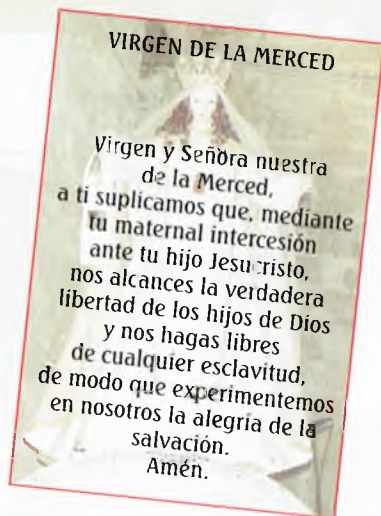 VIRGEN DE LA MERCED
Virgen y Señora nuestra
de la Merced,
a ti suplicamos que, mediante
tu maternal intercesión
ante tu hijo Jesucristo,
nos alcances la verdadera
libertad de los hijos de Dios
y nos hagas libres
de cualquier esclavitud,
de modo que experimentemos
en nosotros la alegría de la
salvación.
Amén.